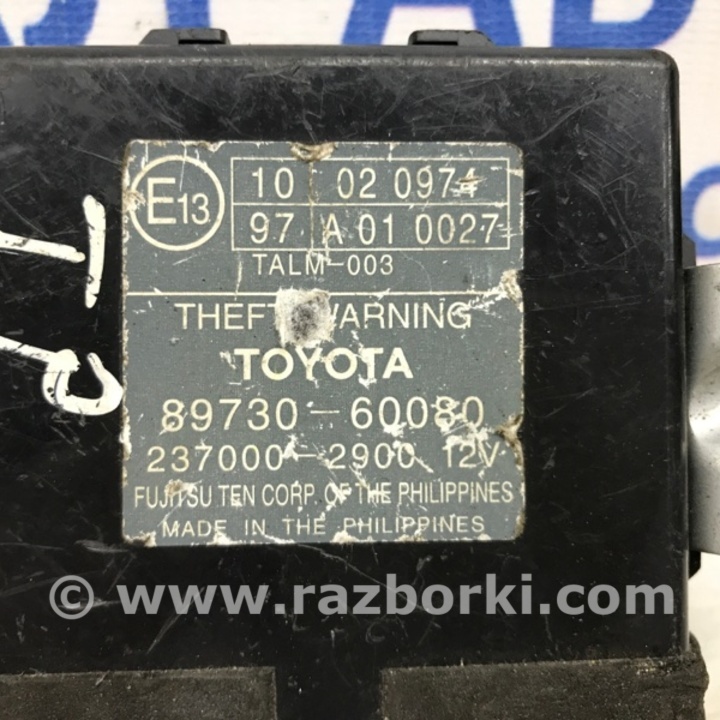 E13
10 02 0974
97 A 01 0027
TALM-003
THEFT WARNING
TOYOTA
89730-60080
237000-2900 12V
FUJITSU TEN CORP. OF THE PHILIPPINES
MADE IN THE PHILIPPINES
© www.razborki.com